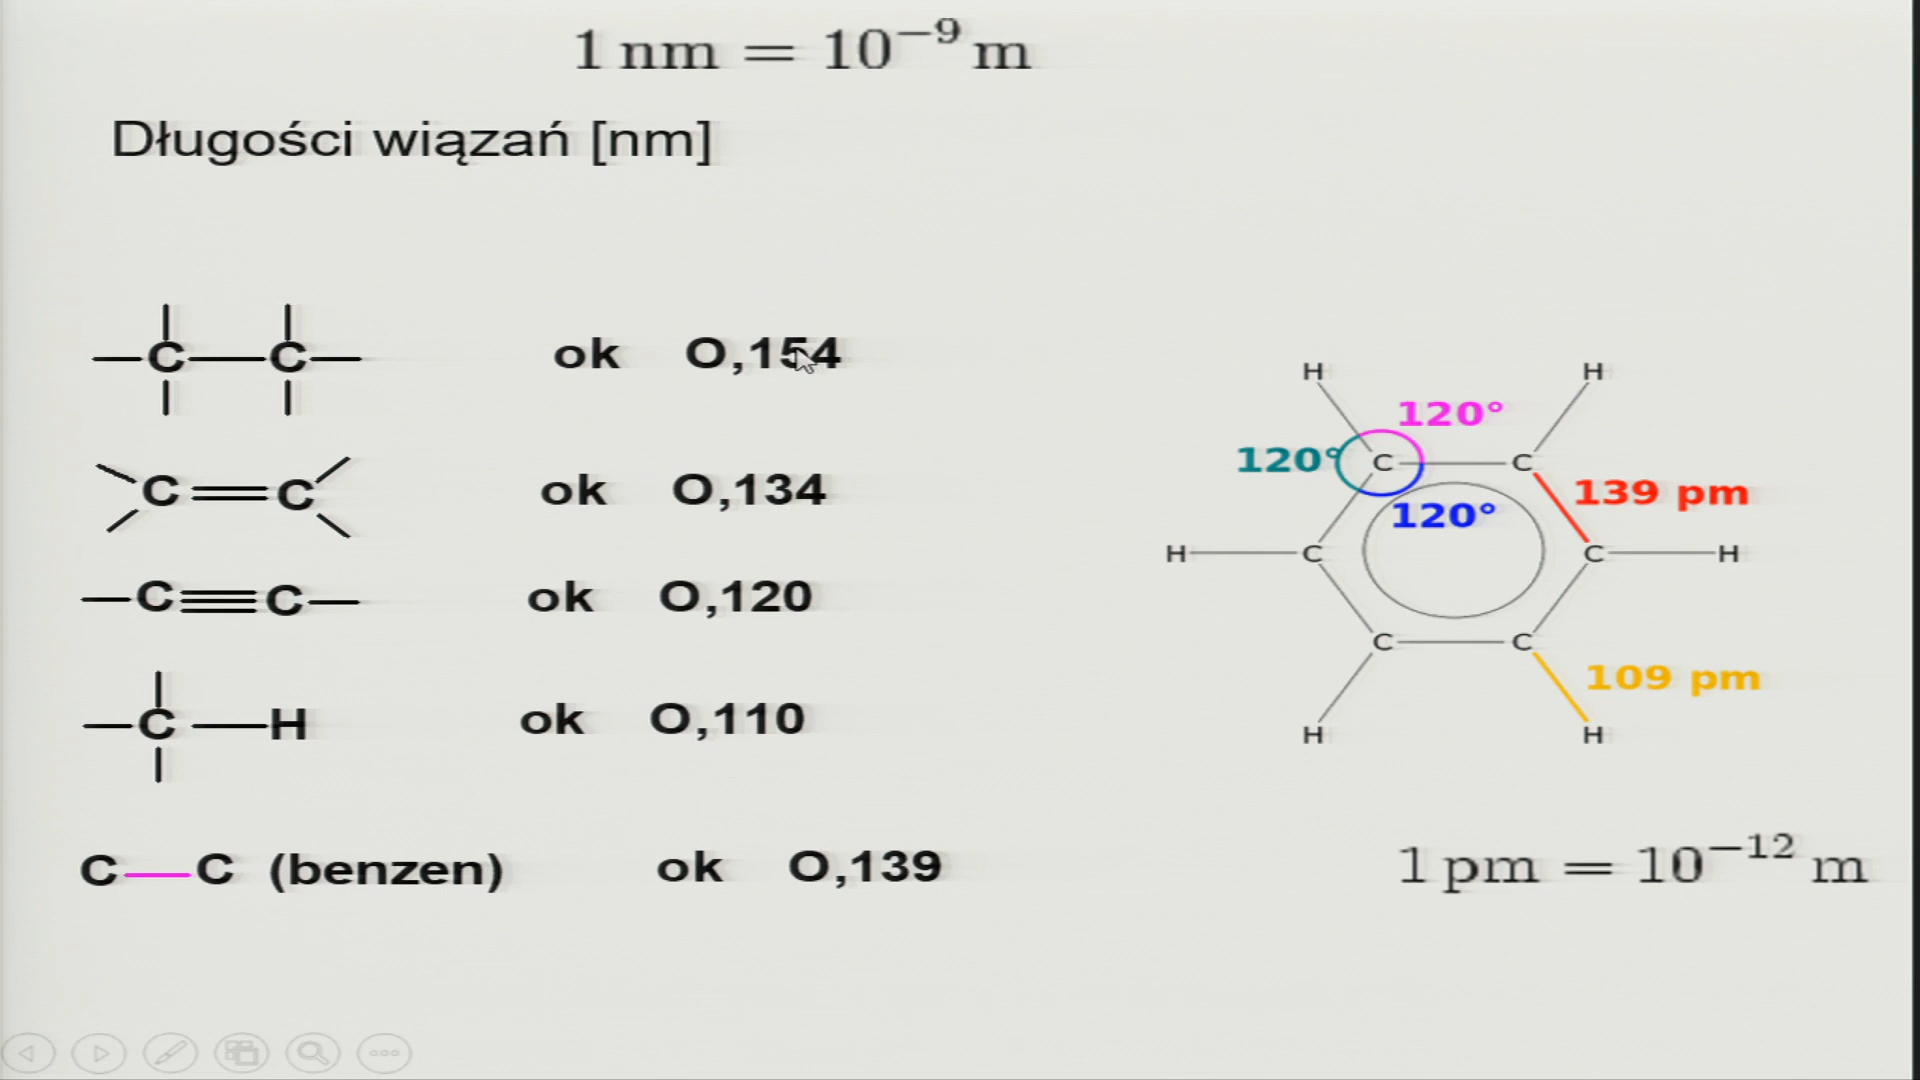 1 nm = 10⁻⁹ m
Długości wiązań [nm]
C C ok O,154
C C ok O,134
C C ok O,120
C H ok O,110
C C (benzen) ok O,139
H H
120°
120° C C
139 pm
120°
H C C H
C C
109 pm
H H
1 pm = 10⁻¹² m